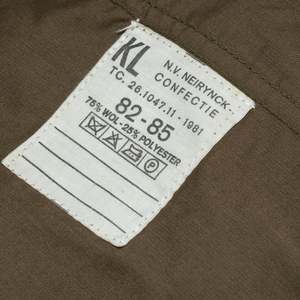 KL
N.V. NEIRYNCK-
CONFECTIE
TC. 26.1047.11-1981
82-85
75% WOL-25% POLYESTER
P